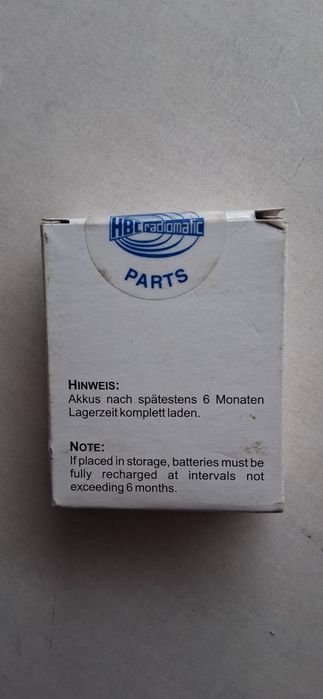 HBC radiomatic
PARTS
HINWEIS:
Akkus nach spätestens 6 Monaten
Lagerzeit komplett laden.
NOTE:
If placed in storage, batteries must be
fully recharged at intervals not
exceeding 6 months.